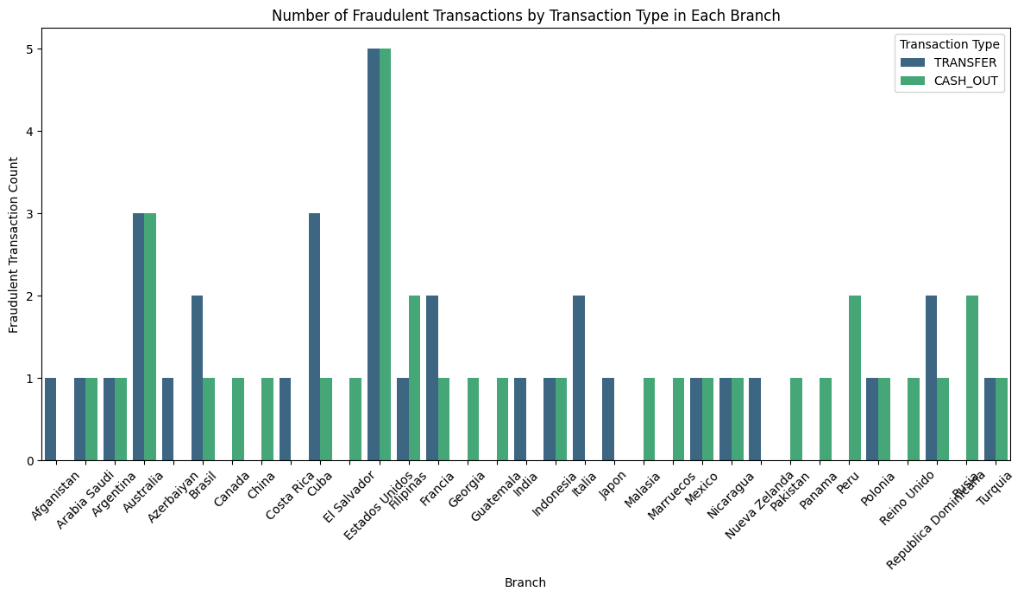 Number of Fraudulent Transactions by Transaction Type in Each Branch
Transaction Type
TRANSFER
CASH_OUT
Fraudulent Transaction Count
5
4
3
2
1
0
Afganistan
Arabia Saudi
Argentina
Australia
Azerbaiyan
Brasil
Canada
China
Costa Rica
Cuba
El Salvador
Estados Unidos
Filipinas
Francia
Georgia
Guatemala
India
Indonesia
Italia
Japon
Malasia
Marruecos
Mexico
Nicaragua
Nueva Zelanda
Pakistan
Panama
Peru
Polonia
Reino Unido
Republica Dominicana
Rusia
Turquia
Branch